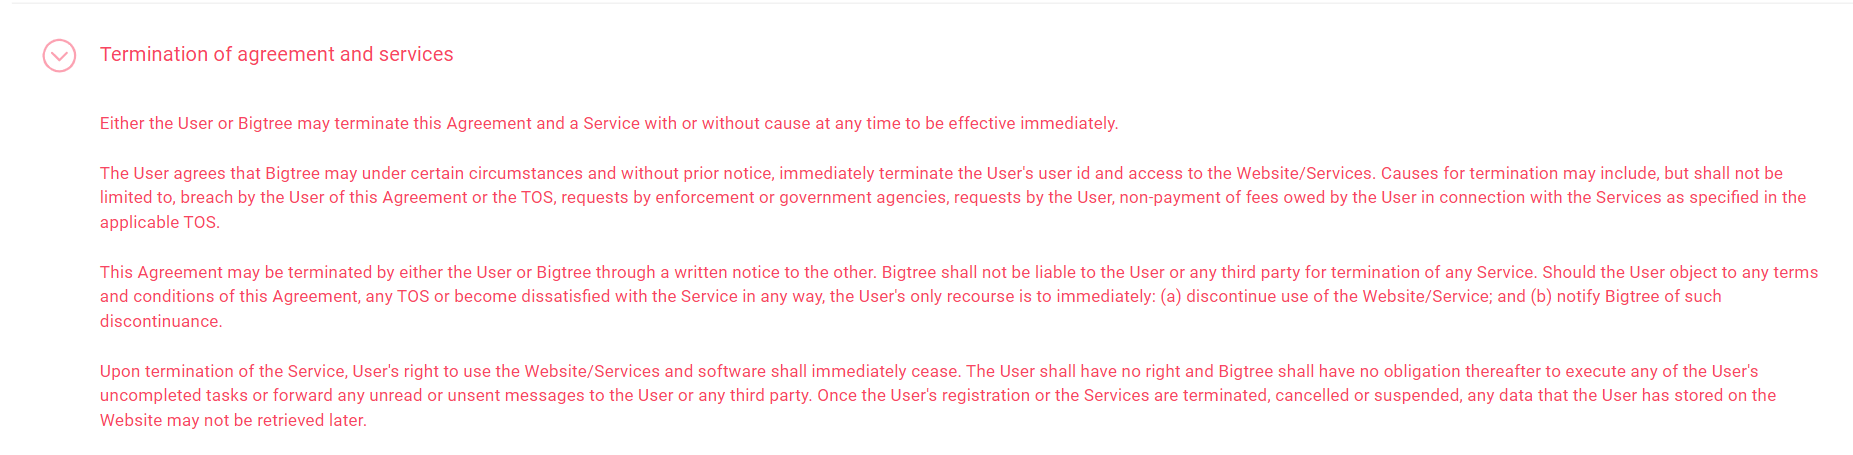 Termination of agreement and services
Either the User or Bigtree may terminate this Agreement and a Service with or without cause at any time to be effective immediately.
The User agrees that Bigtree may under certain circumstances and without prior notice, immediately terminate the User's user id and access to the Website/Services. Causes for termination may include, but shall not be
limited to, breach by the User of this Agreement or the TOS, requests by enforcement or government agencies, requests by the User, non-payment of fees owed by the User in connection with the Services as specified in the
applicable TOS.
This Agreement may be terminated by either the User or Bigtree through a written notice to the other. Bigtree shall not be liable to the User or any third party for termination of any Service. Should the User object to any terms
and conditions of this Agreement, any TOS or become dissatisfied with the Service in any way, the User's only recourse is to immediately: (a) discontinue use of the Website/Service; and (b) notify Bigtree of such
discontinuance.
Upon termination of the Service, User's right to use the Website/Services and software shall immediately cease. The User shall have no right and Bigtree shall have no obligation thereafter to execute any of the User's
uncompleted tasks or forward any unread or unsent messages to the User or any third party. Once the User's registration or the Services are terminated, cancelled or suspended, any data that the User has stored on the
Website may not be retrieved later.